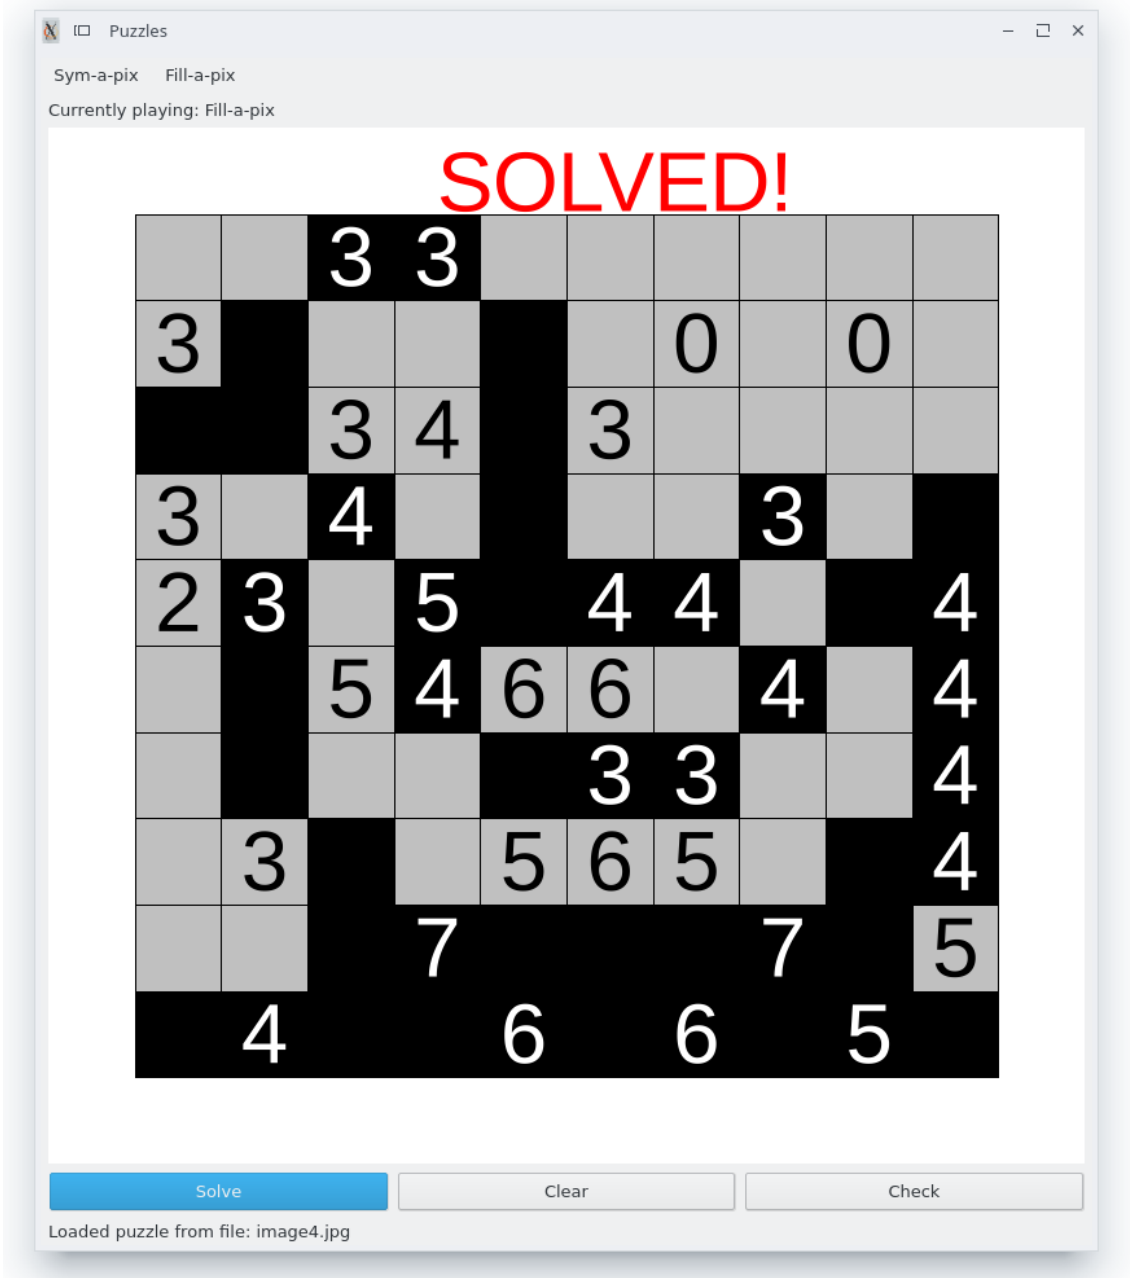 Puzzles
Sym-a-pix Fill-a-pix
Currently playing: Fill-a-pix
SOLVED!
3 3
3 0 0
3 4 3
3 4 3
2 3 5 4 4 4
5 4 6 6 4 4
3 3 4
3 5 6 5 4
7 7 5
4 6 6 5
Solve Clear Check
Loaded puzzle from file: image4.jpg